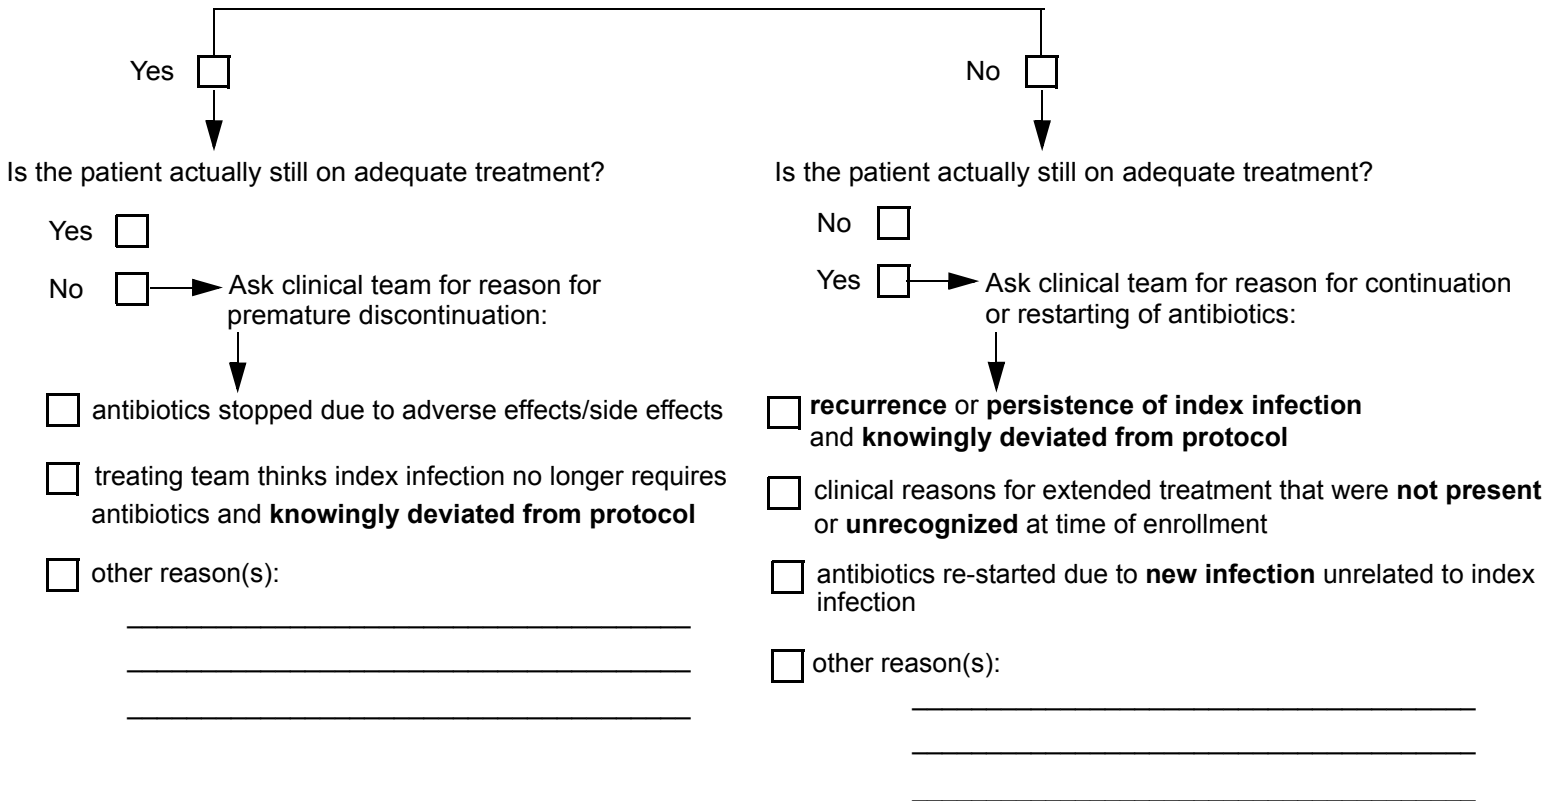 Yes
No
Is the patient actually still on adequate treatment?
Yes
No
Ask clinical team for reason for
premature discontinuation:
antibiotics stopped due to adverse effects/side effects
treating team thinks index infection no longer requires
antibiotics and knowingly deviated from protocol
other reason(s):
Is the patient actually still on adequate treatment?
No
Yes
Ask clinical team for reason for continuation
or restarting of antibiotics:
recurrence or persistence of index infection
and knowingly deviated from protocol
clinical reasons for extended treatment that were not present
or unrecognized at time of enrollment
antibiotics re-started due to new infection unrelated to index
infection
other reason(s):